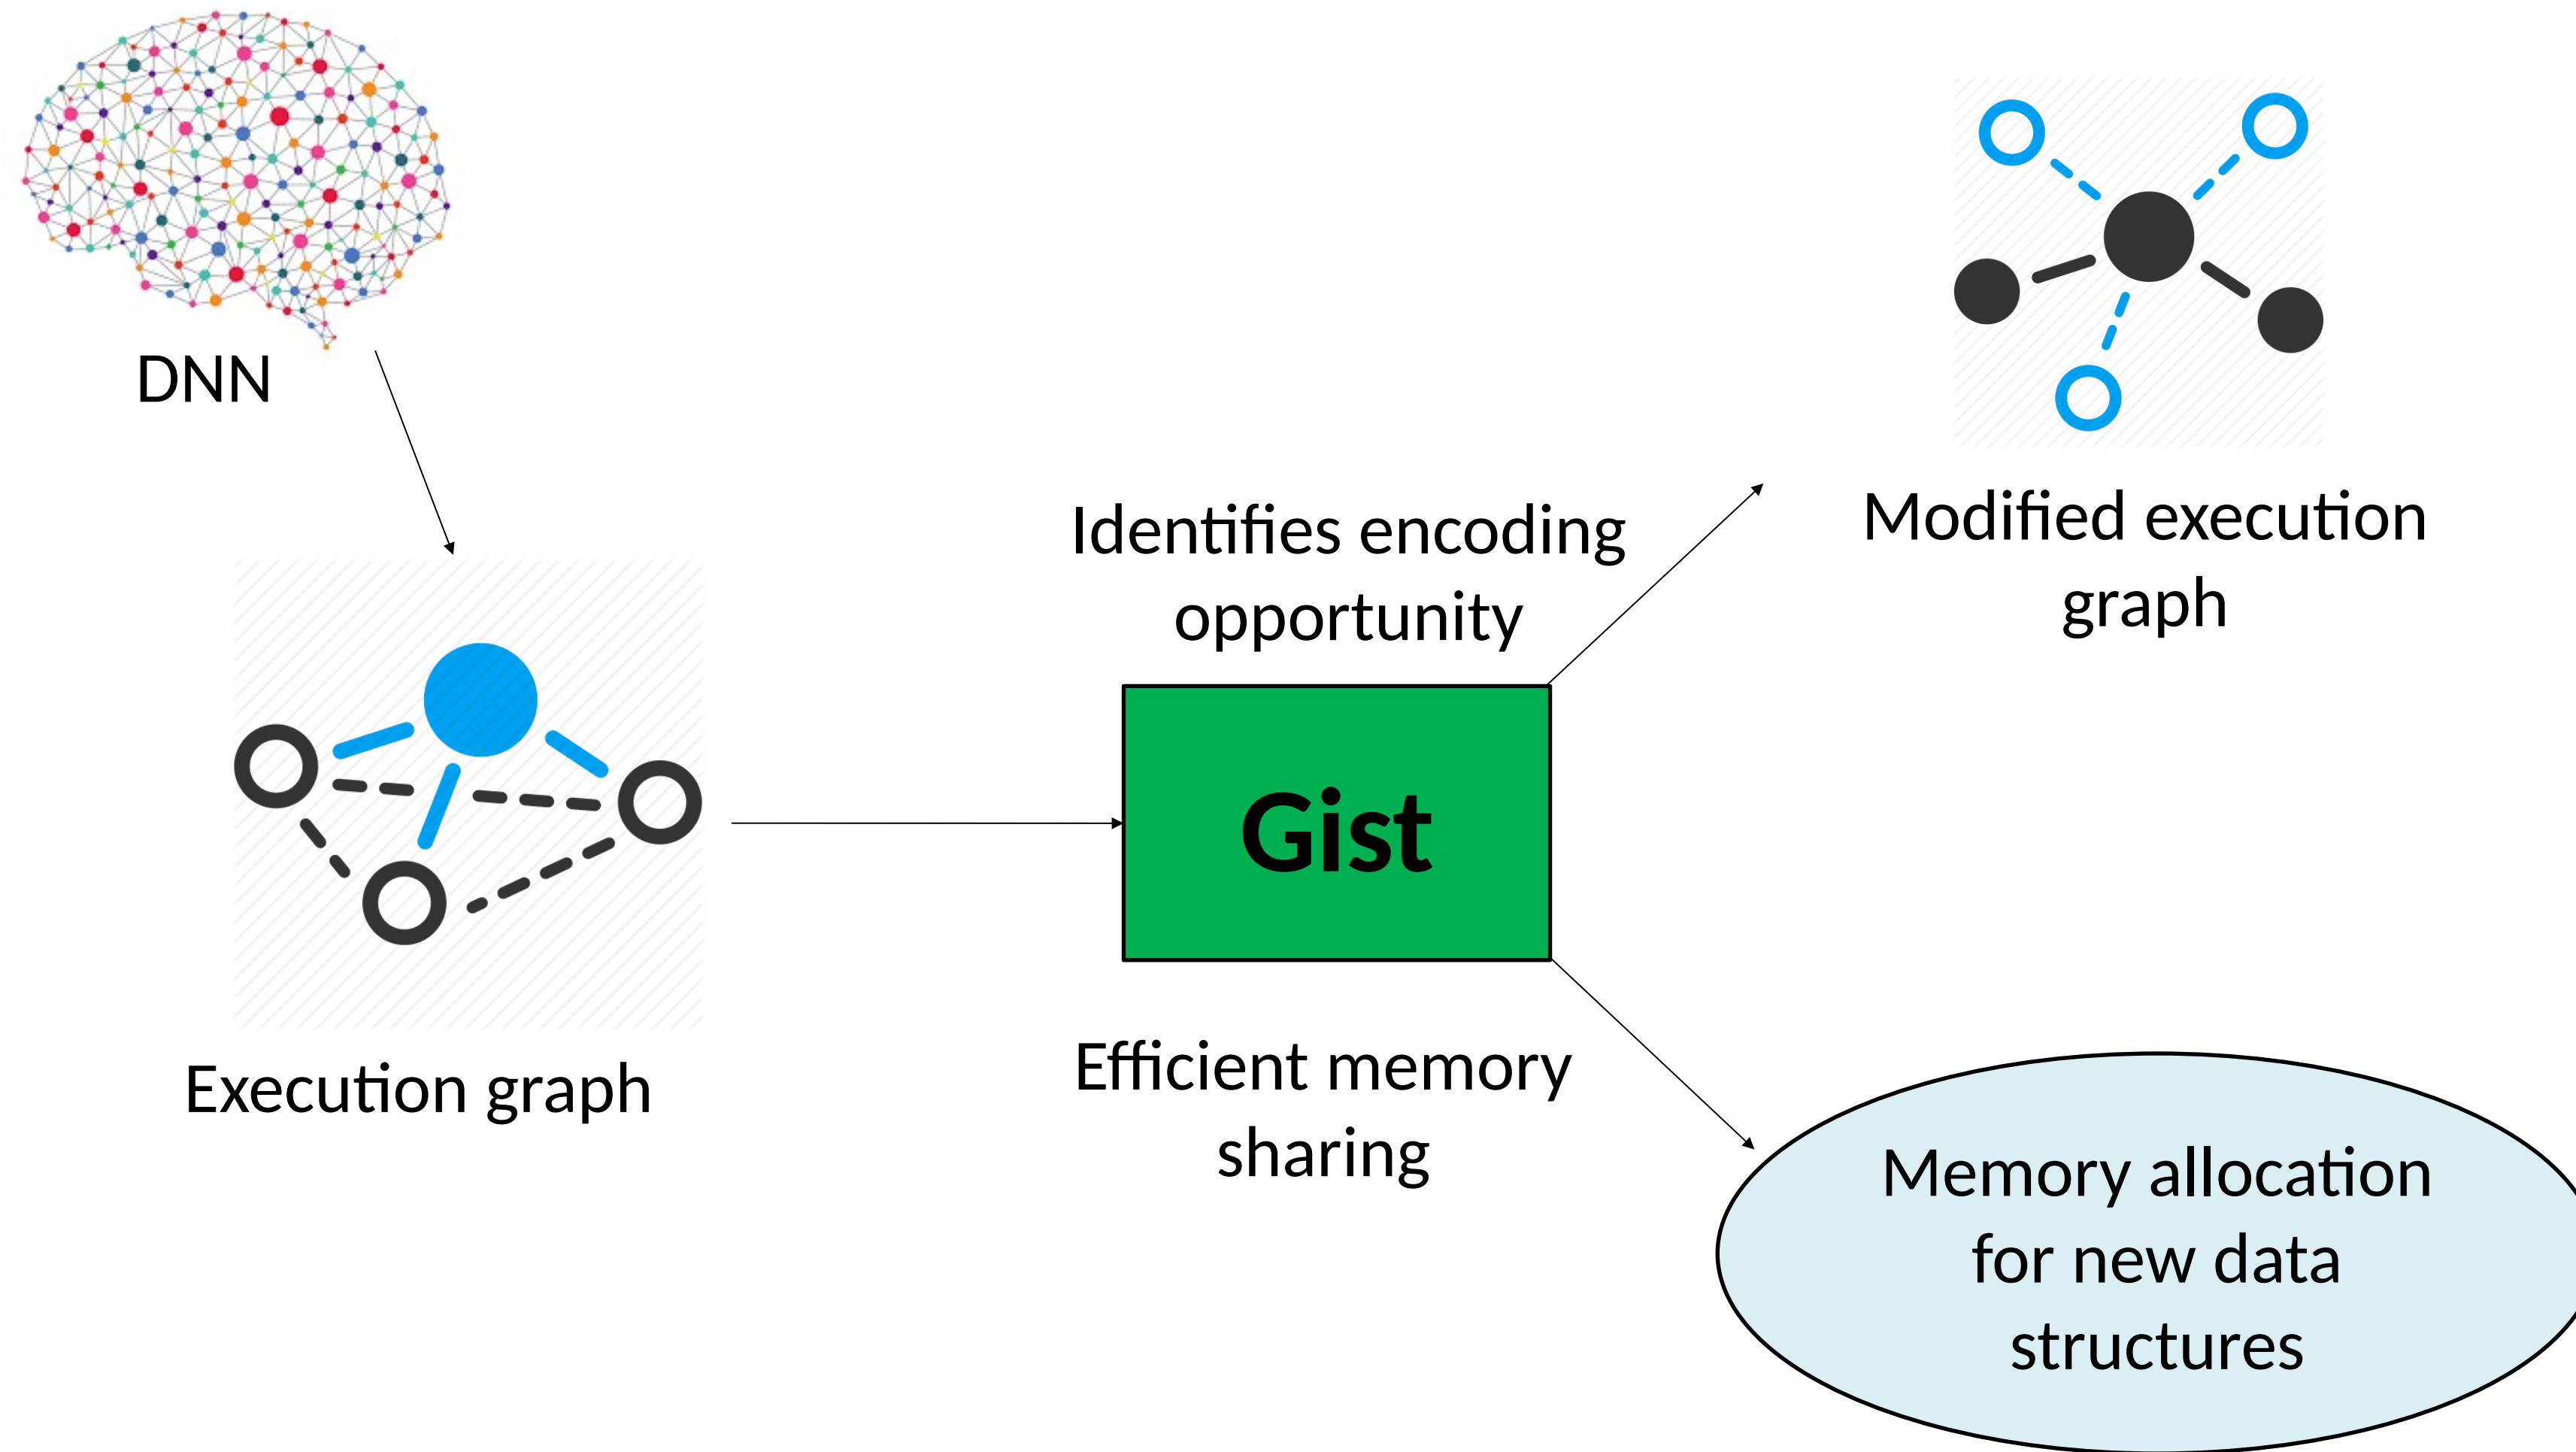 DNN
Execution graph
Identifies encoding
opportunity
Gist
Efficient memory
sharing
Modified execution
graph
Memory allocation
for new data
structures